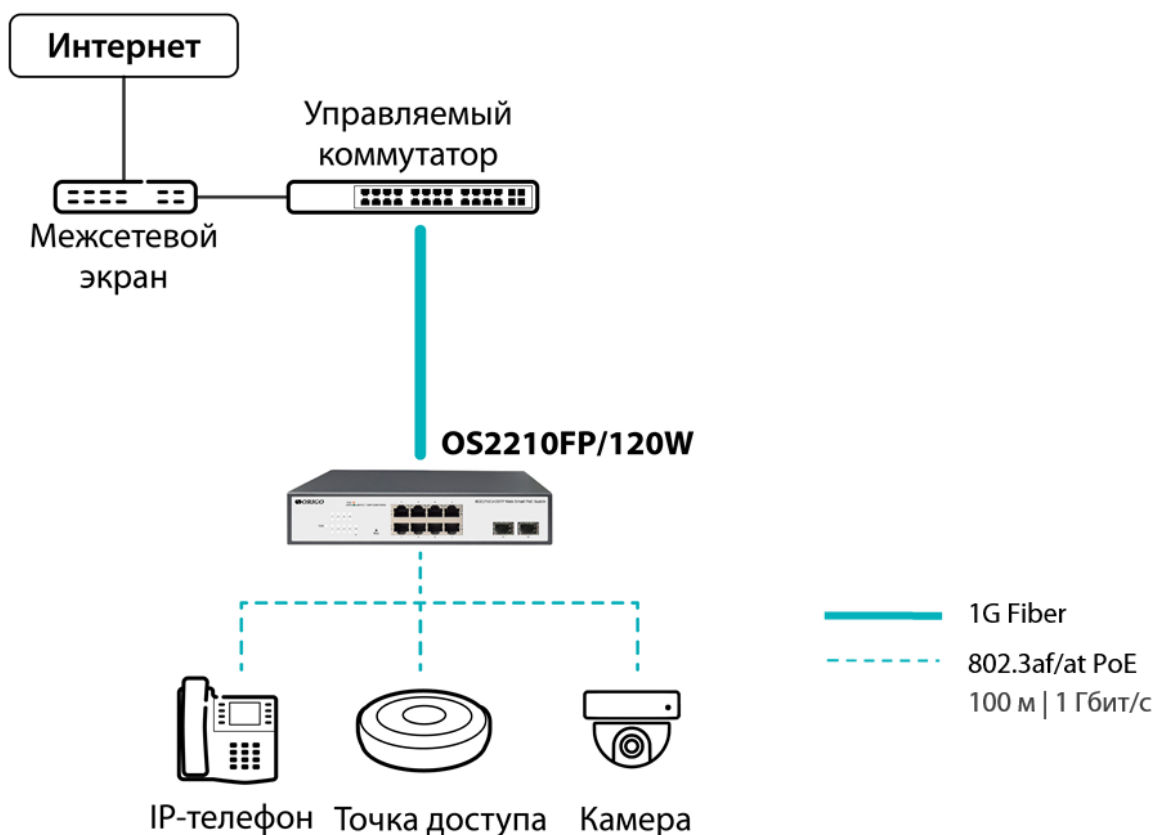 Интернет
Управляемый
коммутатор
Межсетевой
экран
OS2210FP/120W
ORIGO
1G Fiber
802.3af/at PoE
100 м | 1 Гбит/с
IP-телефон
Точка доступа
Камера